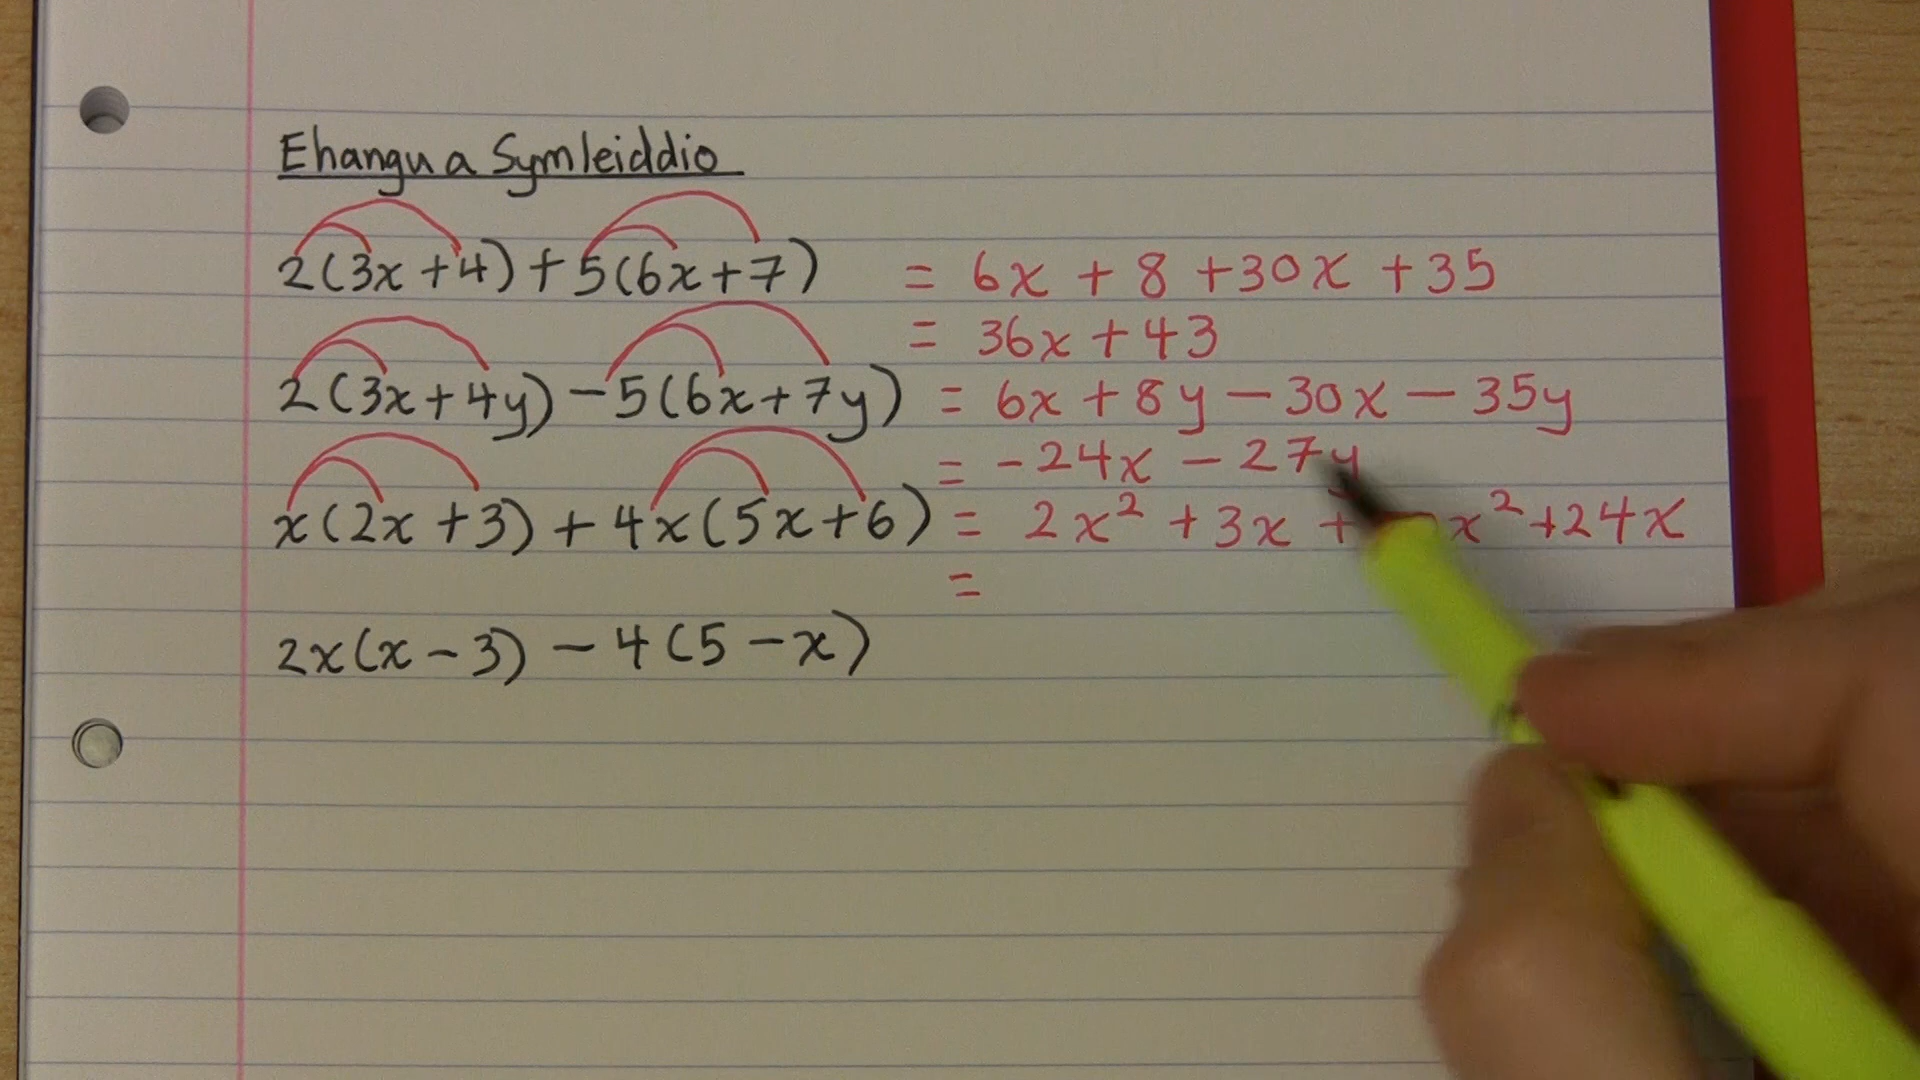 Ehangu a Symleiddio
2(3x+4)+5(6x+7) = 6x + 8 +30x +35
= 36x+43
2(3x+4y)-5(6x+7y) = 6x+8y-30x-35y
= -24x-27y
x(2x+3)+4x(5x+6) = 2x² +3x + x²+24x
=
2x(x-3)-4(5-x)